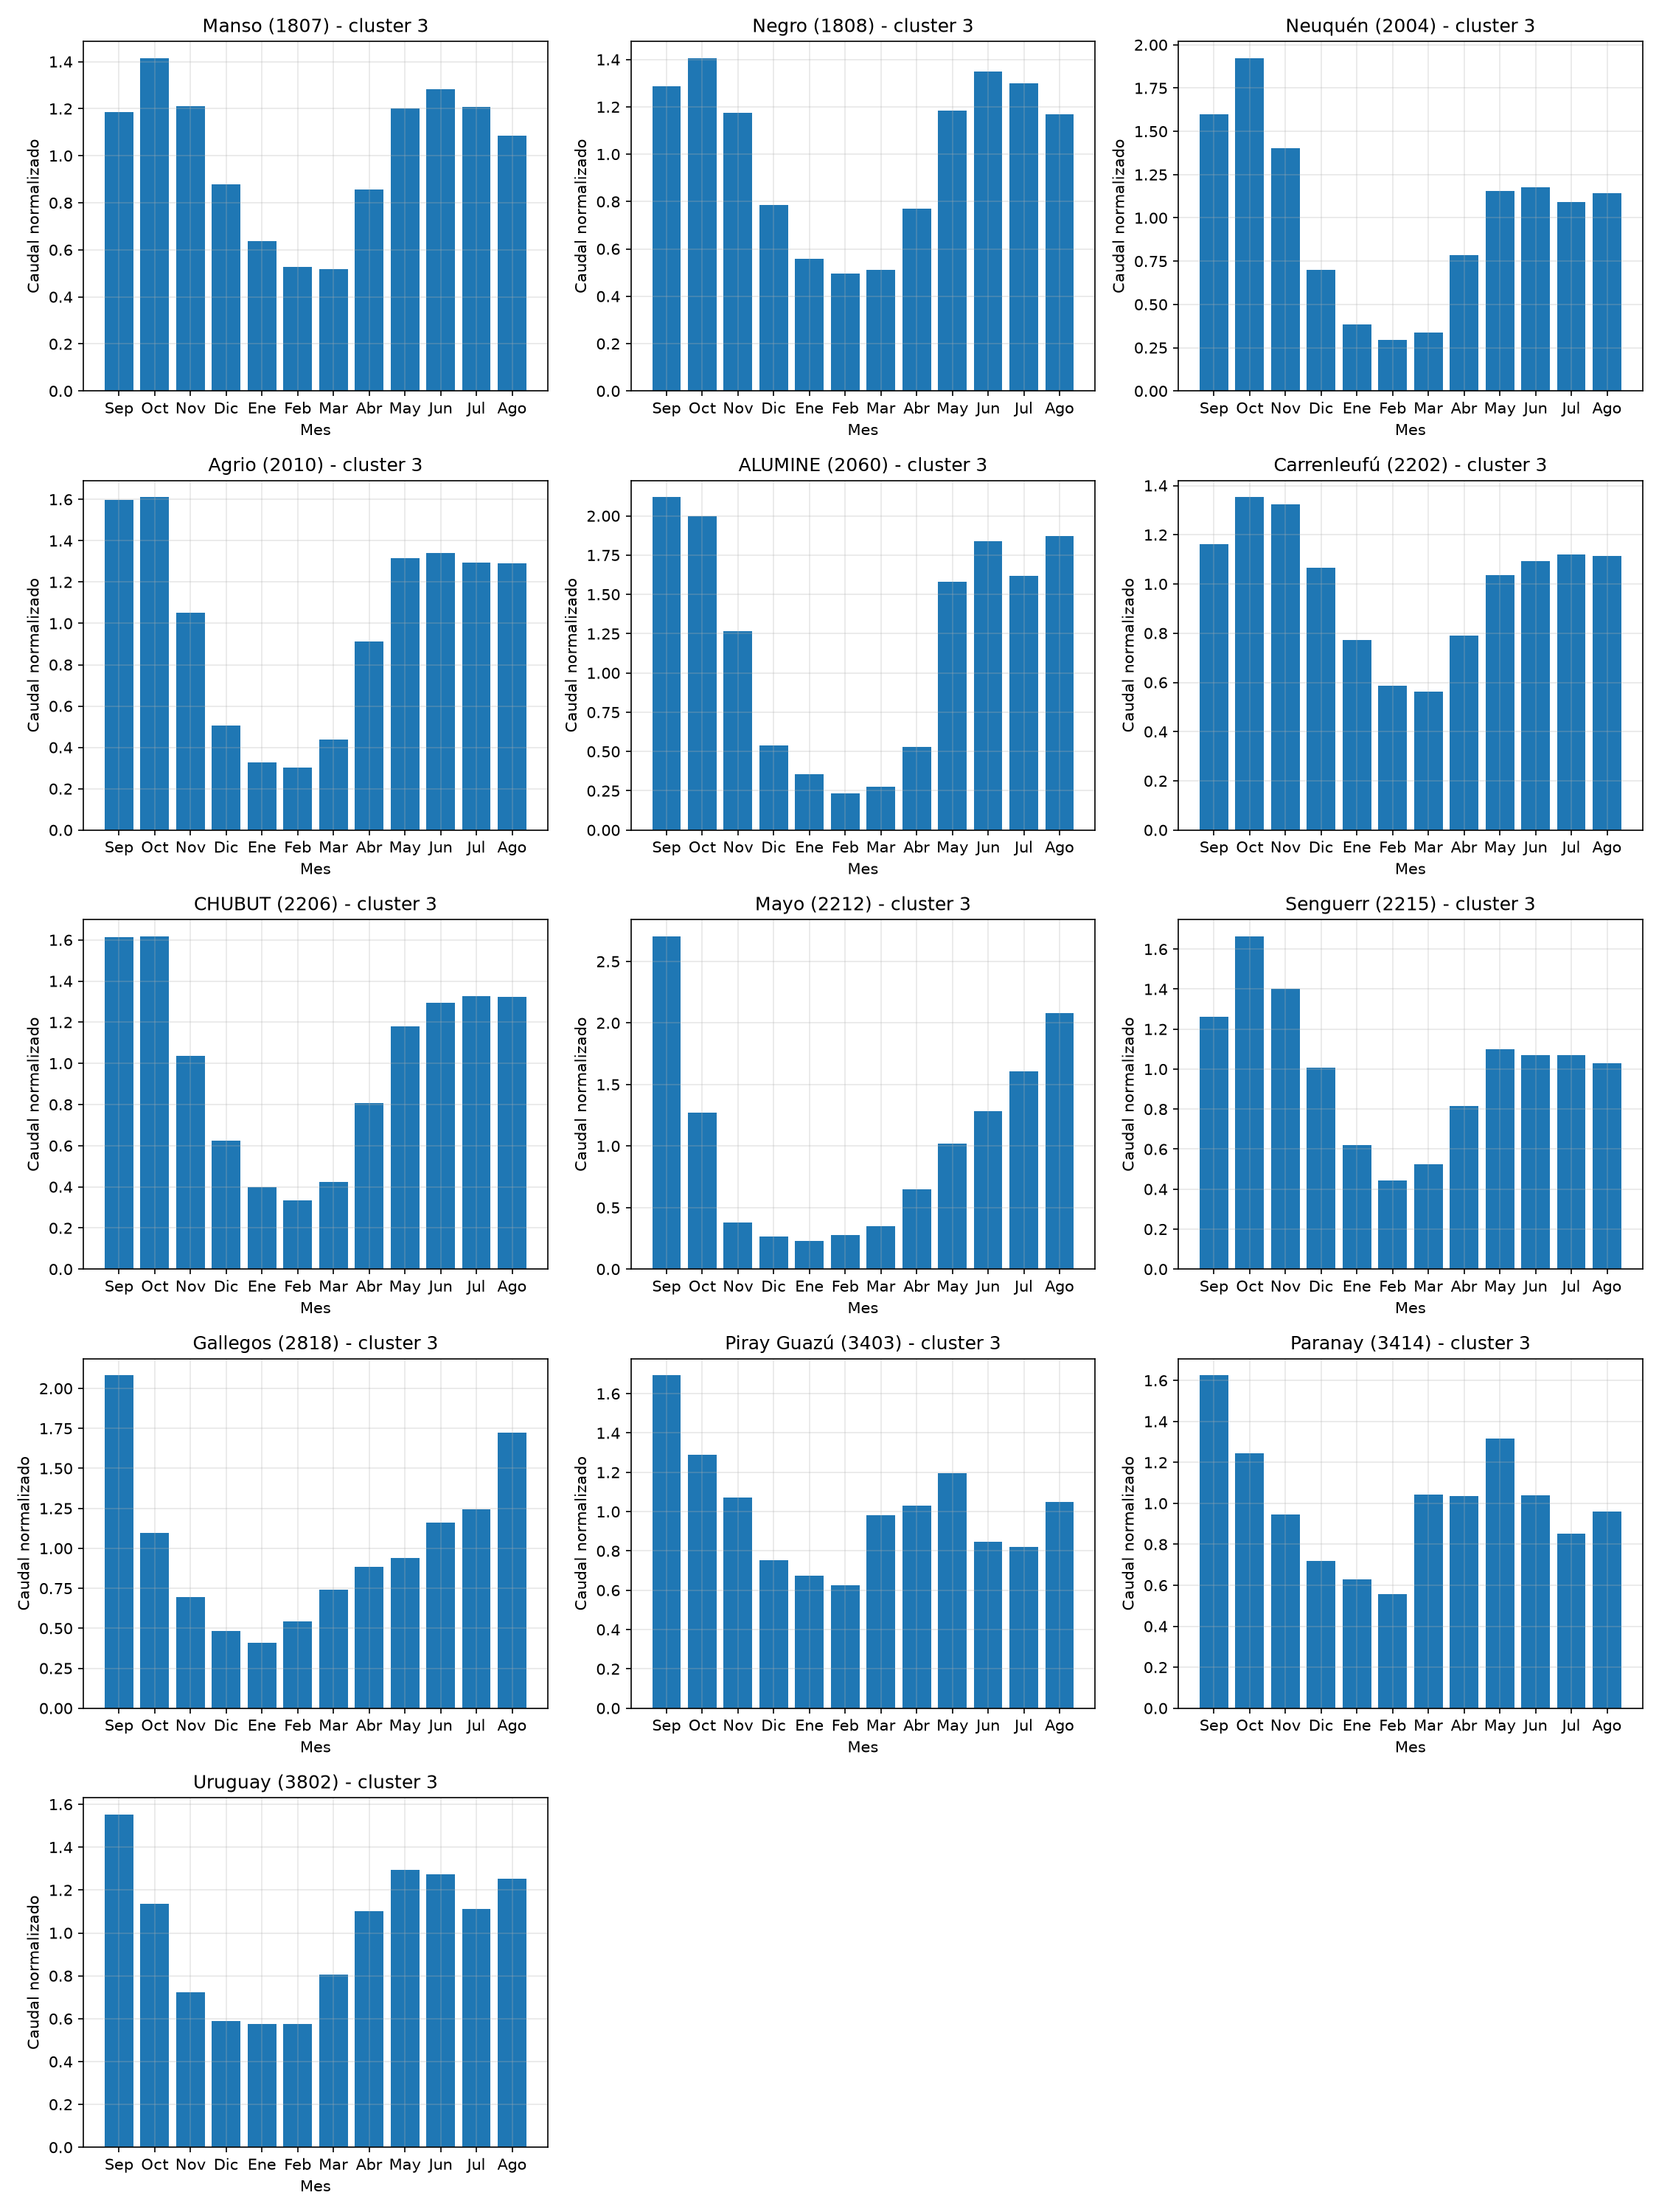 Manso (1807) - cluster 3
Caudal normalizado
1.4
1.2
1.0
0.8
0.6
0.4
0.2
0.0
Sep Oct Nov Dic Ene Feb Mar Abr May Jun Jul Ago
Mes
Negro (1808) - cluster 3
Caudal normalizado
1.4
1.2
1.0
0.8
0.6
0.4
0.2
0.0
Sep Oct Nov Dic Ene Feb Mar Abr May Jun Jul Ago
Mes
Neuquén (2004) - cluster 3
Caudal normalizado
2.00
1.75
1.50
1.25
1.00
0.75
0.50
0.25
0.00
Sep Oct Nov Dic Ene Feb Mar Abr May Jun Jul Ago
Mes
Agrio (2010) - cluster 3
Caudal normalizado
1.6
1.4
1.2
1.0
0.8
0.6
0.4
0.2
0.0
Sep Oct Nov Dic Ene Feb Mar Abr May Jun Jul Ago
Mes
ALUMINE (2060) - cluster 3
Caudal normalizado
2.00
1.75
1.50
1.25
1.00
0.75
0.50
0.25
0.00
Sep Oct Nov Dic Ene Feb Mar Abr May Jun Jul Ago
Mes
Carrenleufú (2202) - cluster 3
Caudal normalizado
1.4
1.2
1.0
0.8
0.6
0.4
0.2
0.0
Sep Oct Nov Dic Ene Feb Mar Abr May Jun Jul Ago
Mes
CHUBUT (2206) - cluster 3
Caudal normalizado
1.6
1.4
1.2
1.0
0.8
0.6
0.4
0.2
0.0
Sep Oct Nov Dic Ene Feb Mar Abr May Jun Jul Ago
Mes
Mayo (2212) - cluster 3
Caudal normalizado
2.5
2.0
1.5
1.0
0.5
0.0
Sep Oct Nov Dic Ene Feb Mar Abr May Jun Jul Ago
Mes
Senguerr (2215) - cluster 3
Caudal normalizado
1.6
1.4
1.2
1.0
0.8
0.6
0.4
0.2
0.0
Sep Oct Nov Dic Ene Feb Mar Abr May Jun Jul Ago
Mes
Gallegos (2818) - cluster 3
Caudal normalizado
2.00
1.75
1.50
1.25
1.00
0.75
0.50
0.25
0.00
Sep Oct Nov Dic Ene Feb Mar Abr May Jun Jul Ago
Mes
Piray Guazú (3403) - cluster 3
Caudal normalizado
1.6
1.4
1.2
1.0
0.8
0.6
0.4
0.2
0.0
Sep Oct Nov Dic Ene Feb Mar Abr May Jun Jul Ago
Mes
Paranay (3414) - cluster 3
Caudal normalizado
1.6
1.4
1.2
1.0
0.8
0.6
0.4
0.2
0.0
Sep Oct Nov Dic Ene Feb Mar Abr May Jun Jul Ago
Mes
Uruguay (3802) - cluster 3
Caudal normalizado
1.6
1.4
1.2
1.0
0.8
0.6
0.4
0.2
0.0
Sep Oct Nov Dic Ene Feb Mar Abr May Jun Jul Ago
Mes